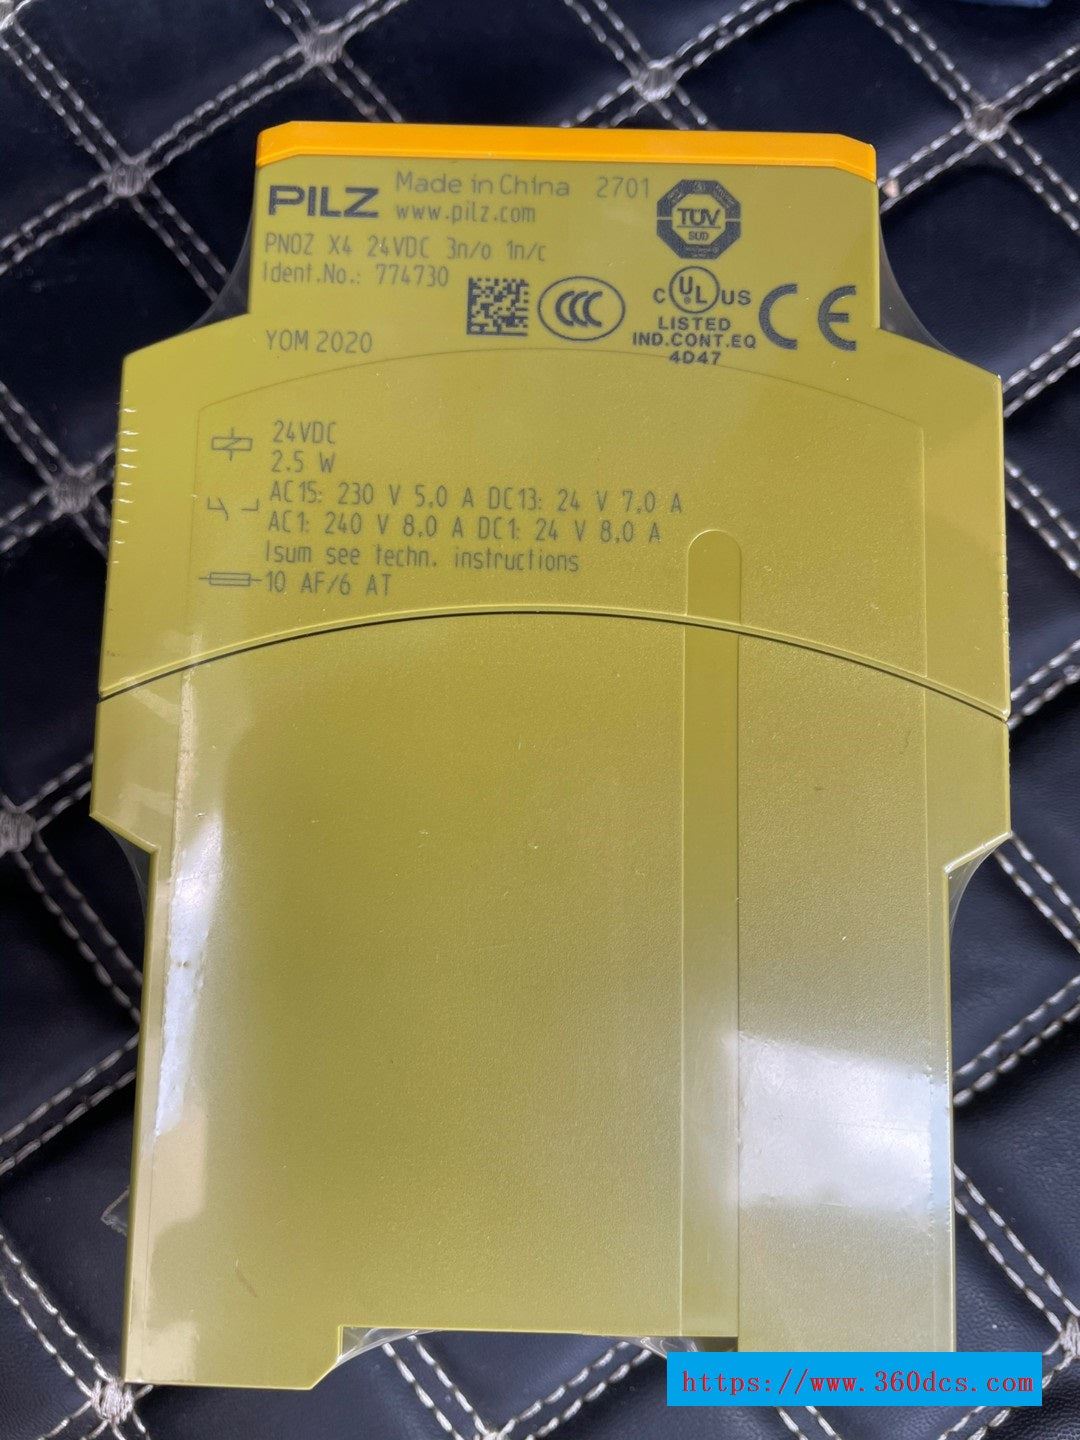 PILZ Made in China 2701
www.pilz.com
PNOZ X4 24VDC 3n/o 1n/c
Ident.No.: 774730
YOM 2020
TÜV
SÜD
CCC
C UL US
LISTED
IND.CONT.EQ
4D47
CE
24VDC
2.5 W
AC15: 230 V 5,0 A DC13: 24 V 7,0 A
AC1: 240 V 8,0 A DC1: 24 V 8,0 A
Isum see techn. instructions
10 AF/6 AT
https://www.360dcs.com